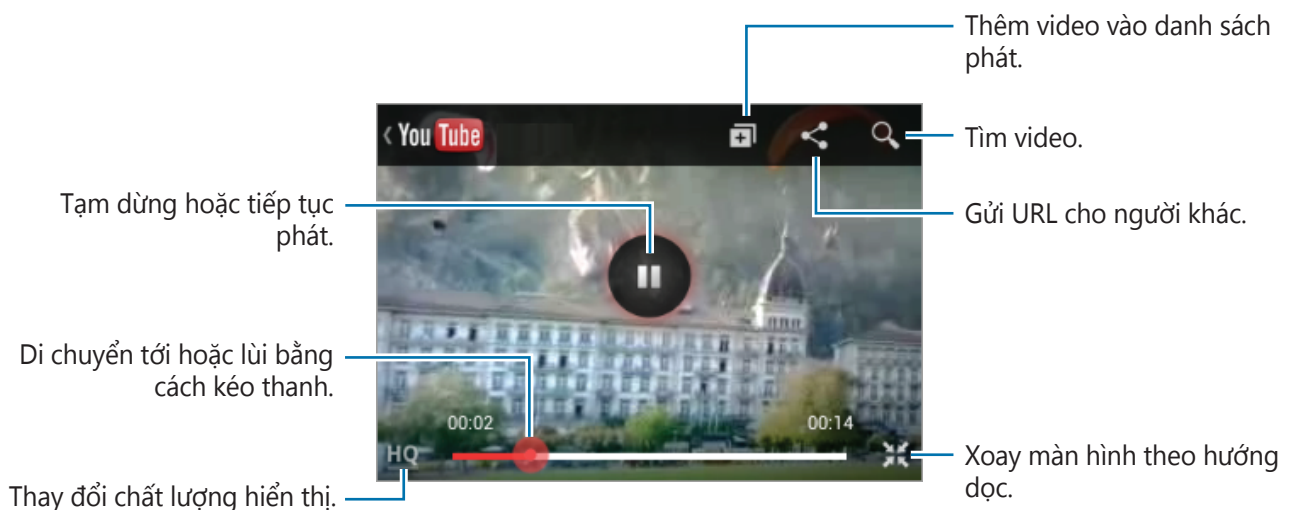 Thêm video vào danh sách
phát.
You Tube
Tìm video.
Tạm dừng hoặc tiếp tục
phát.
Gửi URL cho người khác.
Di chuyển tới hoặc lùi bằng
cách kéo thanh.
00:02
00:14
HQ
Xoay màn hình theo hướng
dọc.
Thay đổi chất lượng hiển thị.